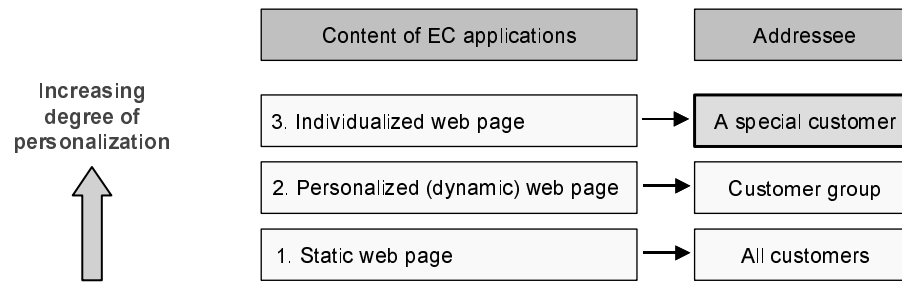 Content of EC applications
Addressee
Increasing
degree of
personalization
3. Individualized web page
A special customer
2. Personalized (dynamic) web page
Customer group
1. Static web page
All customers